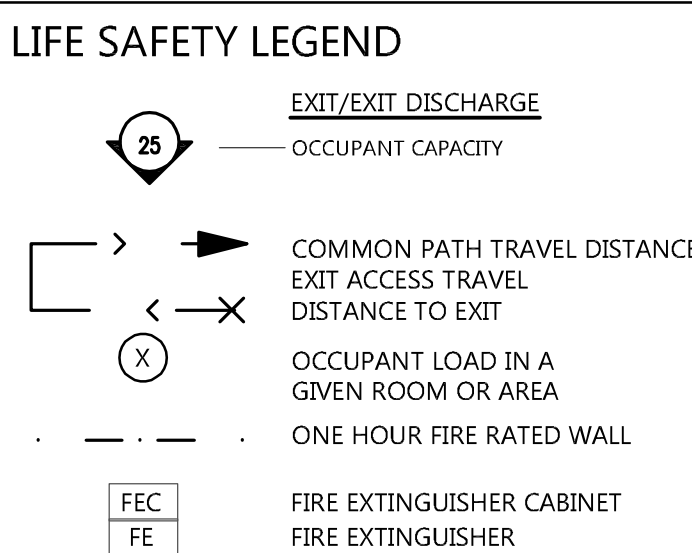 LIFE SAFETY LEGEND
EXIT/EXIT DISCHARGE
25
OCCUPANT CAPACITY
COMMON PATH TRAVEL DISTANCE
EXIT ACCESS TRAVEL
DISTANCE TO EXIT
X
OCCUPANT LOAD IN A
GIVEN ROOM OR AREA
ONE HOUR FIRE RATED WALL
FEC
FIRE EXTINGUISHER CABINET
FE
FIRE EXTINGUISHER